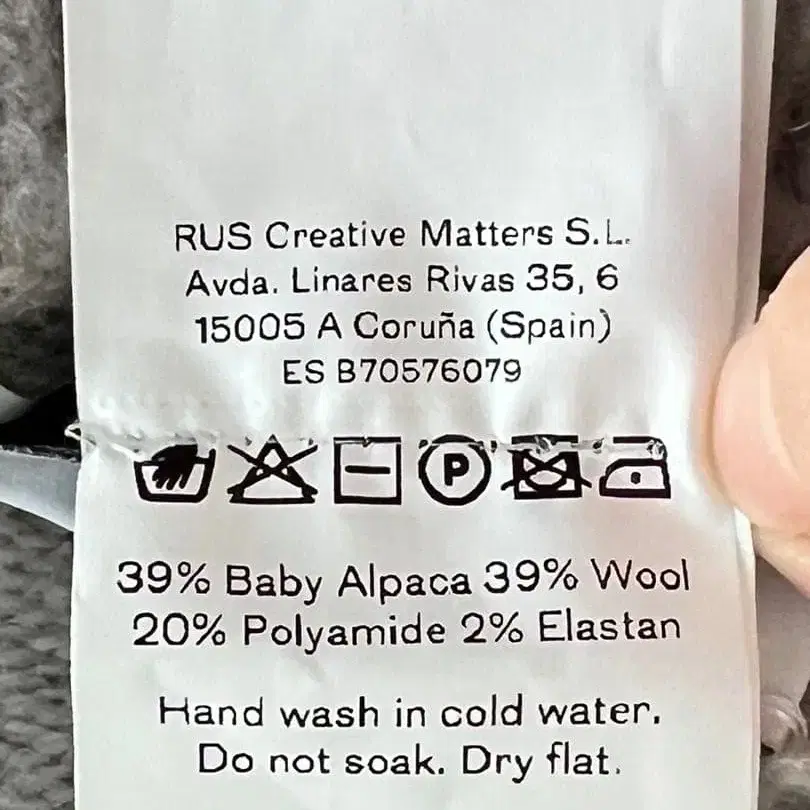 RUS Creative Matters S.L.
Avda. Linares Rivas 35, 6
15005 A Coruña (Spain)
ES B70576079
P
39% Baby Alpaca 39% Wool
20% Polyamide 2% Elastan
Hand wash in cold water.
Do not soak. Dry flat.